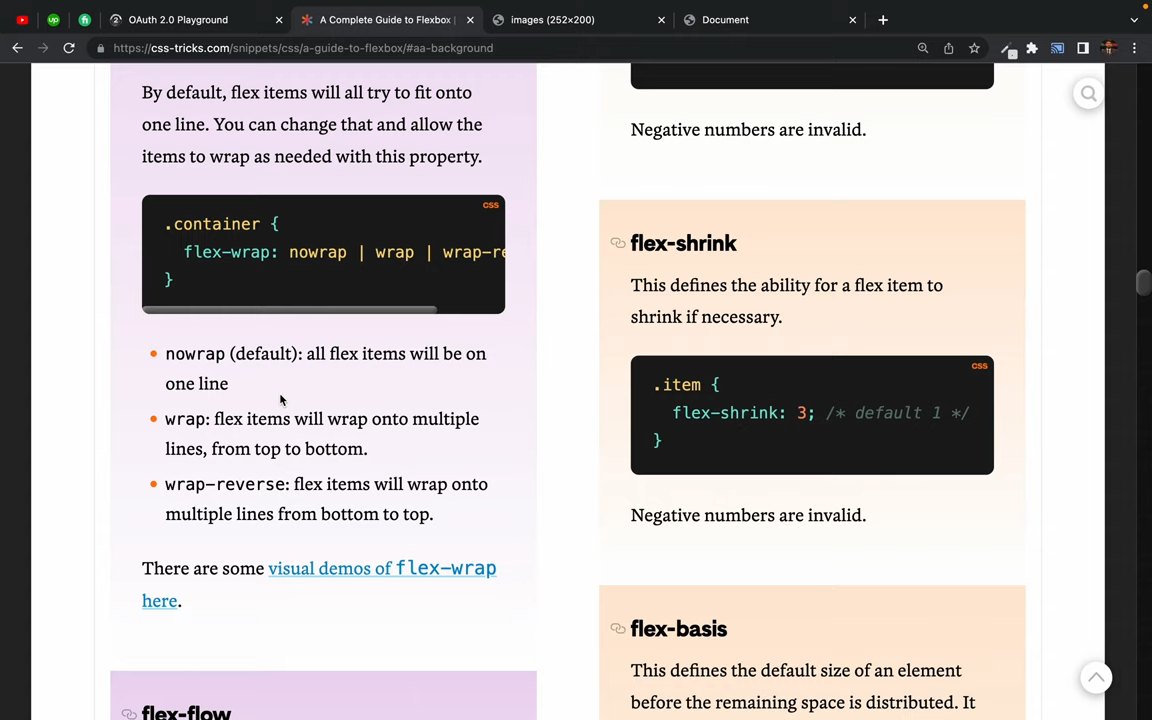 OAuth 2.0 Playground
A Complete Guide to Flexbox |
images (252×200)
Document
https://css-tricks.com/snippets/css/a-guide-to-flexbox/#aa-background
By default, flex items will all try to fit onto
one line. You can change that and allow the
items to wrap as needed with this property.
CSS
.container {
flex-wrap: nowrap | wrap | wrap-re
}
nowrap (default): all flex items will be on
one line
wrap: flex items will wrap onto multiple
lines, from top to bottom.
wrap-reverse: flex items will wrap onto
multiple lines from bottom to top.
There are some visual demos of flex-wrap
here.
flex-flow
Negative numbers are invalid.
flex-shrink
This defines the ability for a flex item to
shrink if necessary.
CSS
.item {
flex-shrink: 3; /* default 1 */
}
Negative numbers are invalid.
flex-basis
This defines the default size of an element
before the remaining space is distributed. It